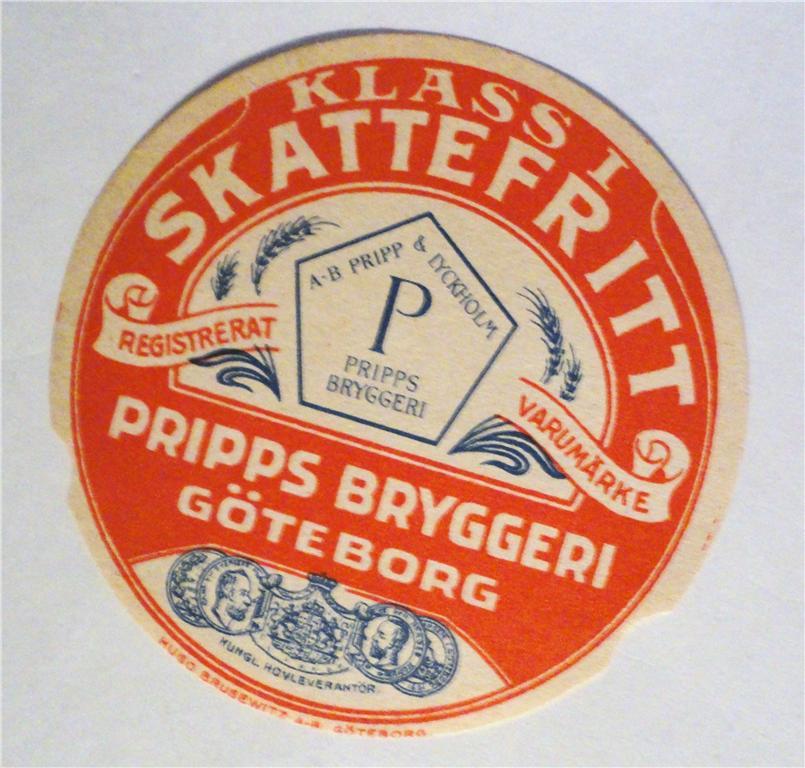 KLASS I
SKATTEFRITT
A-B PRIPP & LYCKHOLM
P
PRIPPS
BRYGGERI
REGISTRERAT
VARUMÄRKE
PRIPPS BRYGGERI
GÖTEBORG
KUNGL. HOVLEVERANTÖR
HUGO BRUSEWITZ A-B. GÖTEBORG